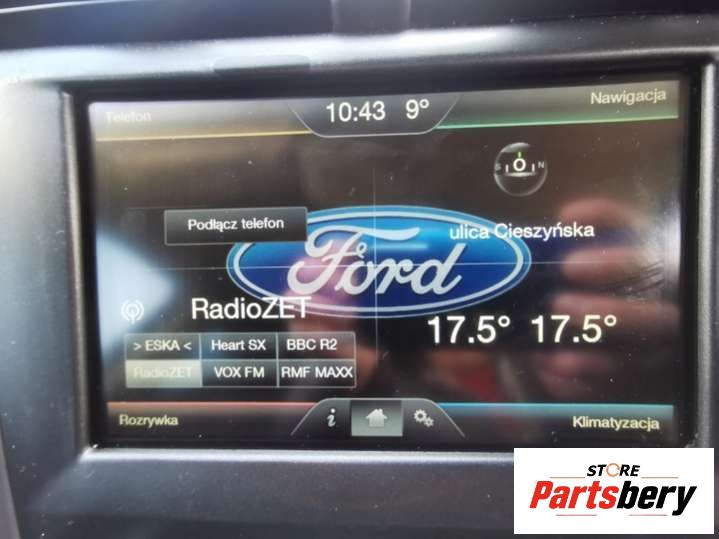 Telefon
10:43 9°
Nawigacja
S O N
Podłącz telefon
Ford
ulica Cieszyńska
RadioZET
17.5° 17.5°
> ESKA < Heart SX BBC R2
RadioZET VOX FM RMF MAXX
Rozrywka
i
Klimatyzacja
STORE
Partsbery